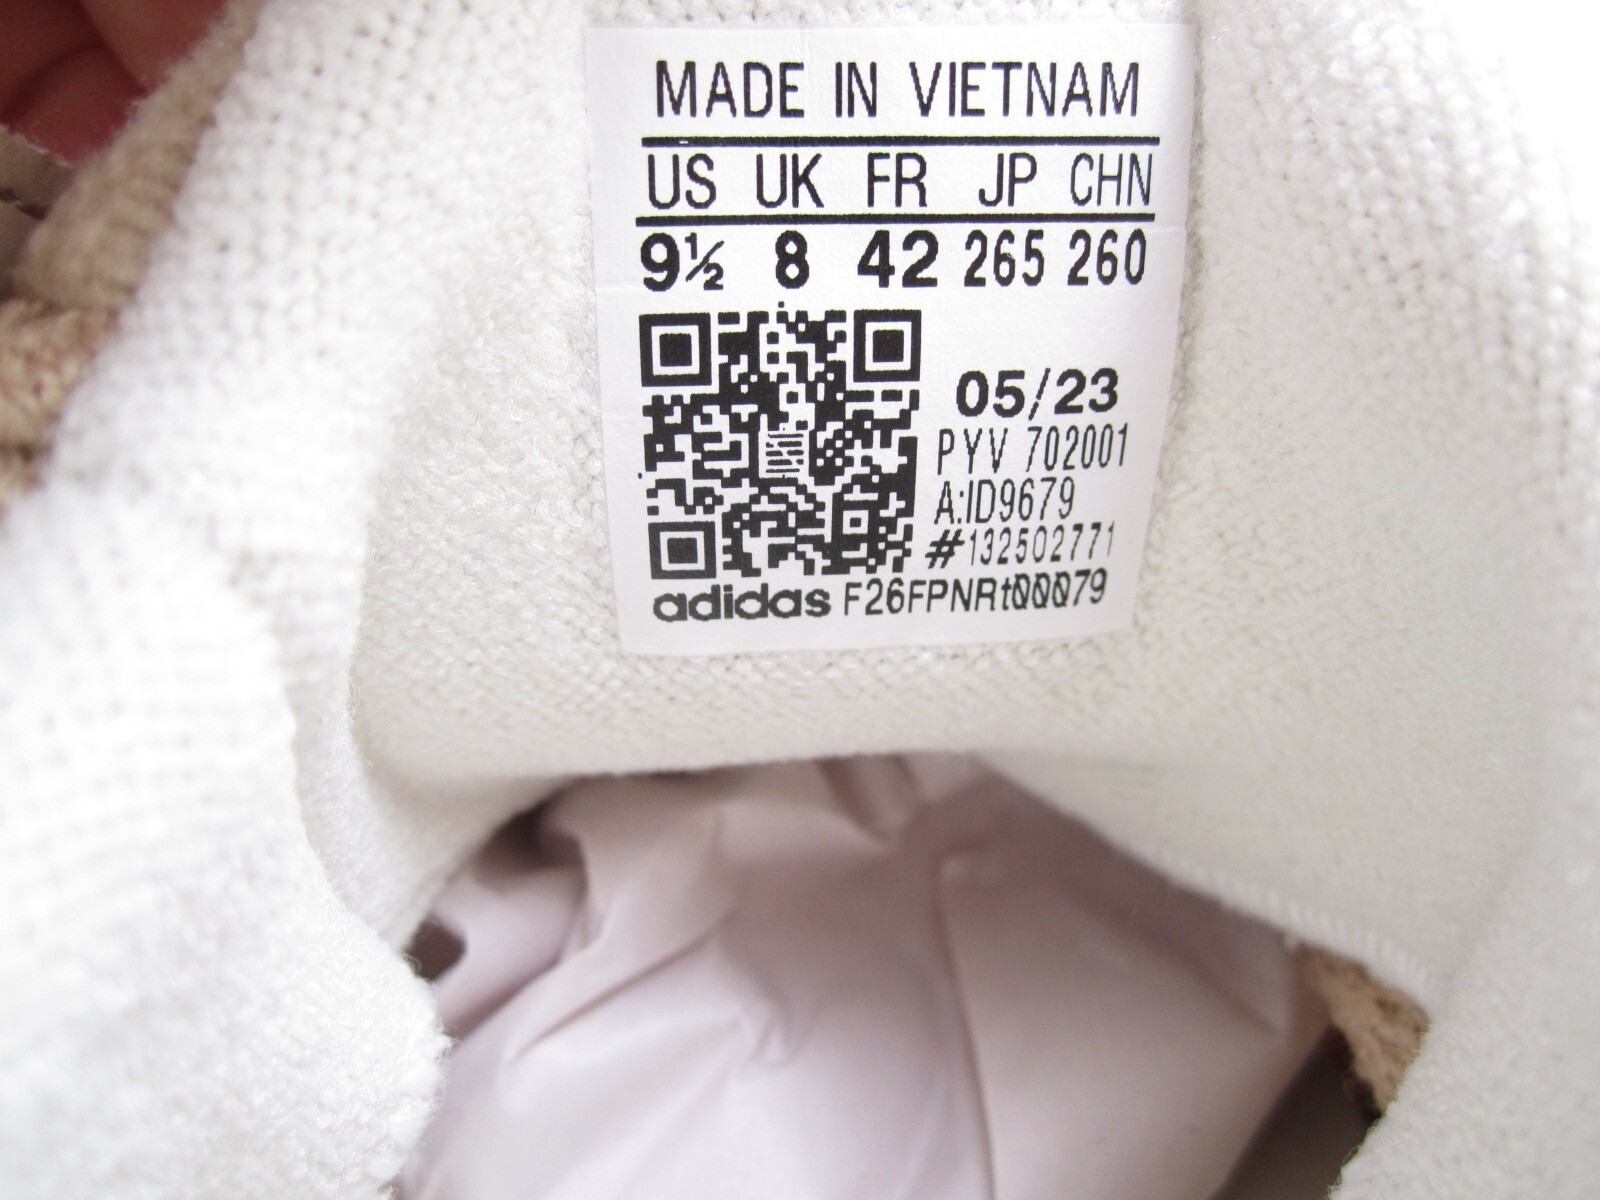 MADE IN VIETNAM
US UK FR JP CHN
9½ 8 42 265 260
05/23
PYV 702001
A:ID9679
#132502771
adidas F26FPNRt00079